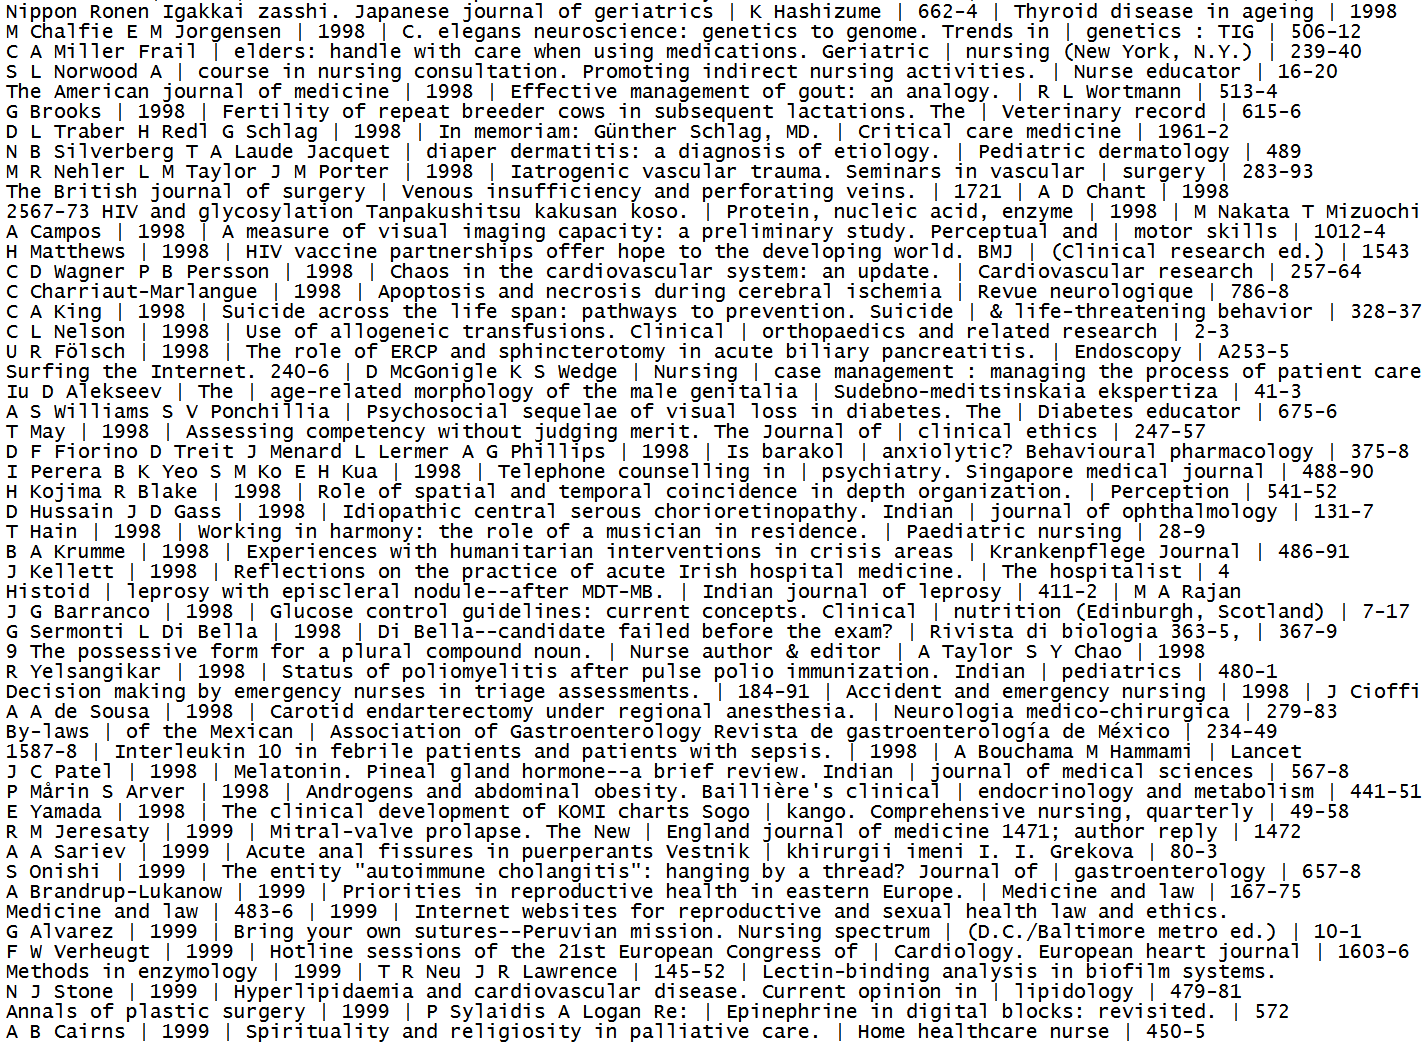 Nippon Ronen Igakkai zasshi. Japanese journal of geriatrics | K Hashizume | 662-4 | Thyroid disease in ageing | 1998
M Chalfie E M Jorgensen | 1998 | C. elegans neuroscience: genetics to genome. Trends in | genetics : TIG | 506-12
C A Miller Frail | elders: handle with care when using medications. Geriatric | nursing (New York, N.Y.) | 239-40
S L Norwood A | course in nursing consultation. Promoting indirect nursing activities. | Nurse educator | 16-20
The American journal of medicine | 1998 | Effective management of gout: an analogy. | R L Wortmann | 513-4
G Brooks | 1998 | Fertility of repeat breeder cows in subsequent lactations. The | Veterinary record | 615-6
D L Traber H Redl G Schlag | 1998 | In memoriam: Günther Schlag, MD. | Critical care medicine | 1961-2
N B Silverberg T A Laude Jacquet | diaper dermatitis: a diagnosis of etiology. | Pediatric dermatology | 489
M R Nehler L M Taylor J M Porter | 1998 | Iatrogenic vascular trauma. Seminars in vascular | surgery | 283-93
The British journal of surgery | Venous insufficiency and perforating veins. | 1721 | A D Chant | 1998
2567-73 HIV and glycosylation Tanpakushitsu kakusan koso. | Protein, nucleic acid, enzyme | 1998 | M Nakata T Mizuochi
A Campos | 1998 | A measure of visual imaging capacity: a preliminary study. Perceptual and | motor skills | 1012-4
H Matthews | 1998 | HIV vaccine partnerships offer hope to the developing world. BMJ | (Clinical research ed.) | 1543
C D Wagner P B Persson | 1998 | Chaos in the cardiovascular system: an update. | Cardiovascular research | 257-64
C Charriaut-Marlangue | 1998 | Apoptosis and necrosis during cerebral ischemia | Revue neurologique | 786-8
C A King | 1998 | Suicide across the life span: pathways to prevention. Suicide | & life-threatening behavior | 328-37
C L Nelson | 1998 | Use of allogeneic transfusions. Clinical | orthopaedics and related research | 2-3
U R Fölsch | 1998 | The role of ERCP and sphincterotomy in acute biliary pancreatitis. | Endoscopy | A253-5
Surfing the Internet. 240-6 | D McGonigle K S Wedge | Nursing | case management : managing the process of patient care
Iu D Alekseev | The | age-related morphology of the male genitalia | Sudebno-meditsinskaia ekspertiza | 41-3
A S Williams S V Ponchillia | Psychosocial sequelae of visual loss in diabetes. The | Diabetes educator | 675-6
T May | 1998 | Assessing competency without judging merit. The Journal of | clinical ethics | 247-57
D F Fiorino D Treit J Menard L Lermer A G Phillips | 1998 | Is barakol | anxiolytic? Behavioural pharmacology | 375-8
I Perera B K Yeo S M Ko E H Kua | 1998 | Telephone counselling in | psychiatry. Singapore medical journal | 488-90
H Kojima R Blake | 1998 | Role of spatial and temporal coincidence in depth organization. | Perception | 541-52
D Hussain J D Gass | 1998 | Idiopathic central serous chorioretinopathy. Indian | journal of ophthalmology | 131-7
T Hain | 1998 | Working in harmony: the role of a musician in residence. | Paediatric nursing | 28-9
B A Krumme | 1998 | Experiences with humanitarian interventions in crisis areas | Krankenpflege Journal | 486-91
J Kellett | 1998 | Reflections on the practice of acute Irish hospital medicine. | The hospitalist | 4
Histoid | leprosy with episcleral nodule--after MDT-MB. | Indian journal of leprosy | 411-2 | M A Rajan
J G Barranco | 1998 | Glucose control guidelines: current concepts. Clinical | nutrition (Edinburgh, Scotland) | 7-17
G Sermonti L Di Bella | 1998 | Di Bella--candidate failed before the exam? | Rivista di biologia 363-5, | 367-9
9 The possessive form for a plural compound noun. | Nurse author & editor | A Taylor S Y Chao | 1998
R Yelsangikar | 1998 | Status of poliomyelitis after pulse polio immunization. Indian | pediatrics | 480-1
Decision making by emergency nurses in triage assessments. | 184-91 | Accident and emergency nursing | 1998 | J Cioffi
A A de Sousa | 1998 | Carotid endarterectomy under regional anesthesia. | Neurologia medico-chirurgica | 279-83
By-laws | of the Mexican | Association of Gastroenterology Revista de gastroenterología de México | 234-49
1587-8 | Interleukin 10 in febrile patients and patients with sepsis. | 1998 | A Bouchama M Hammami | Lancet
J C Patel | 1998 | Melatonin. Pineal gland hormone--a brief review. Indian | journal of medical sciences | 567-8
P Mårin S Arver | 1998 | Androgens and abdominal obesity. Baillière's clinical | endocrinology and metabolism | 441-51
E Yamada | 1998 | The clinical development of KOMI charts Sogo | kango. Comprehensive nursing, quarterly | 49-58
R M Jeresaty | 1999 | Mitral-valve prolapse. The New | England journal of medicine 1471; author reply | 1472
A A Sariev | 1999 | Acute anal fissures in puerperants Vestnik | khirurgii imeni I. I. Grekova | 80-3
S Onishi | 1999 | The entity "autoimmune cholangitis": hanging by a thread? Journal of | gastroenterology | 657-8
A Brandrup-Lukanow | 1999 | Priorities in reproductive health in eastern Europe. | Medicine and law | 167-75
Medicine and law | 483-6 | 1999 | Internet websites for reproductive and sexual health law and ethics.
G Alvarez | 1999 | Bring your own sutures--Peruvian mission. Nursing spectrum | (D.C./Baltimore metro ed.) | 10-1
F W Verheugt | 1999 | Hotline sessions of the 21st European Congress of | Cardiology. European heart journal | 1603-6
Methods in enzymology | 1999 | T R Neu J R Lawrence | 145-52 | Lectin-binding analysis in biofilm systems.
N J Stone | 1999 | Hyperlipidaemia and cardiovascular disease. Current opinion in | lipidology | 479-81
Annals of plastic surgery | 1999 | P Sylaidis A Logan Re: | Epinephrine in digital blocks: revisited. | 572
A B Cairns | 1999 | Spirituality and religiosity in palliative care. | Home healthcare nurse | 450-5